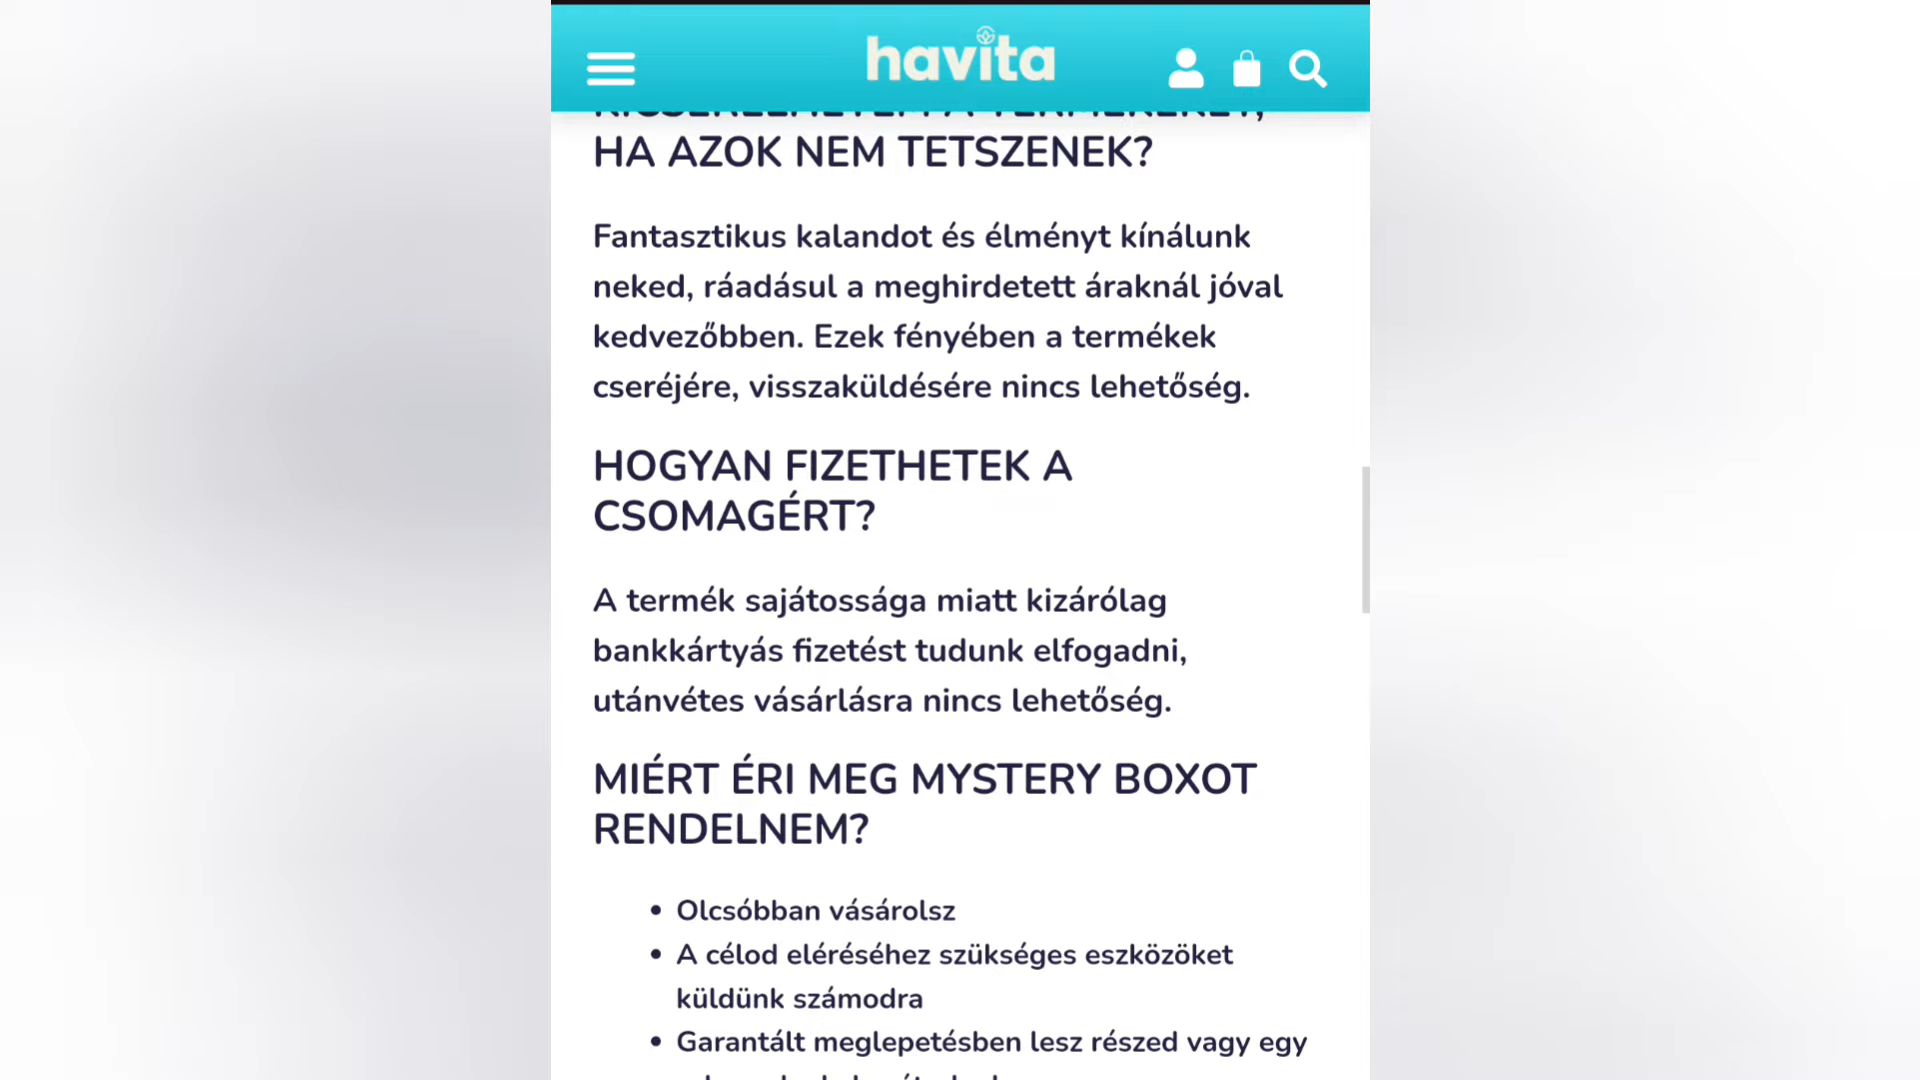 havita
HA AZOK NEM TETSZENEK?
Fantasztikus kalandot és élményt kínálunk
neked, ráadásul a meghirdetett áraknál jóval
kedvezőbben. Ezek fényében a termékek
cseréjére, visszaküldésére nincs lehetőség.
HOGYAN FIZETHETEK A
CSOMAGÉRT?
A termék sajátossága miatt kizárólag
bankkártyás fizetést tudunk elfogadni,
utánvétes vásárlásra nincs lehetőség.
MIÉRT ÉRI MEG MYSTERY BOXOT
RENDELNEM?
• Olcsóbban vásárolsz
• A célod eléréséhez szükséges eszközöket
küldünk számodra
• Garantált meglepetésben lesz részed vagy egy